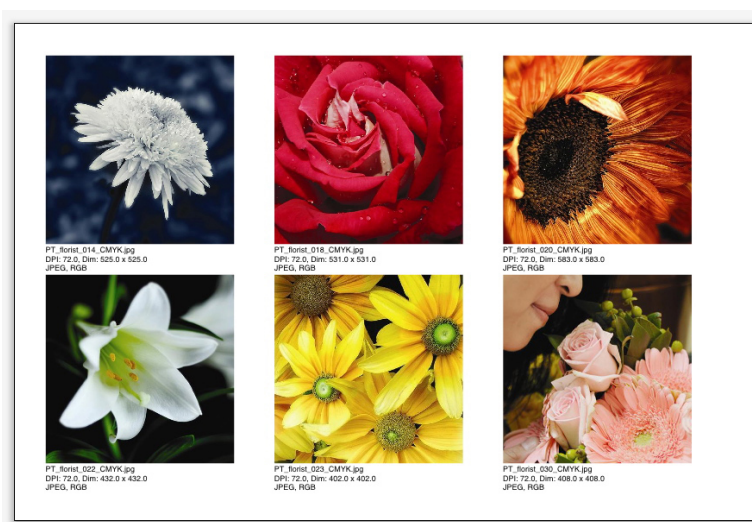 PT_florist_014_CMYK.jpg
DPI: 72.0, Dim: 525.0 x 525.0
JPEG, RGB
PT_florist_018_CMYK.jpg
DPI: 72.0, Dim: 531.0 x 531.0
JPEG, RGB
PT_florist_020_CMYK.jpg
DPI: 72.0, Dim: 583.0 x 583.0
JPEG, RGB
PT_florist_022_CMYK.jpg
DPI: 72.0, Dim: 432.0 x 432.0
JPEG, RGB
PT_florist_023_CMYK.jpg
DPI: 72.0, Dim: 402.0 x 402.0
JPEG, RGB
PT_florist_030_CMYK.jpg
DPI: 72.0, Dim: 408.0 x 408.0
JPEG, RGB